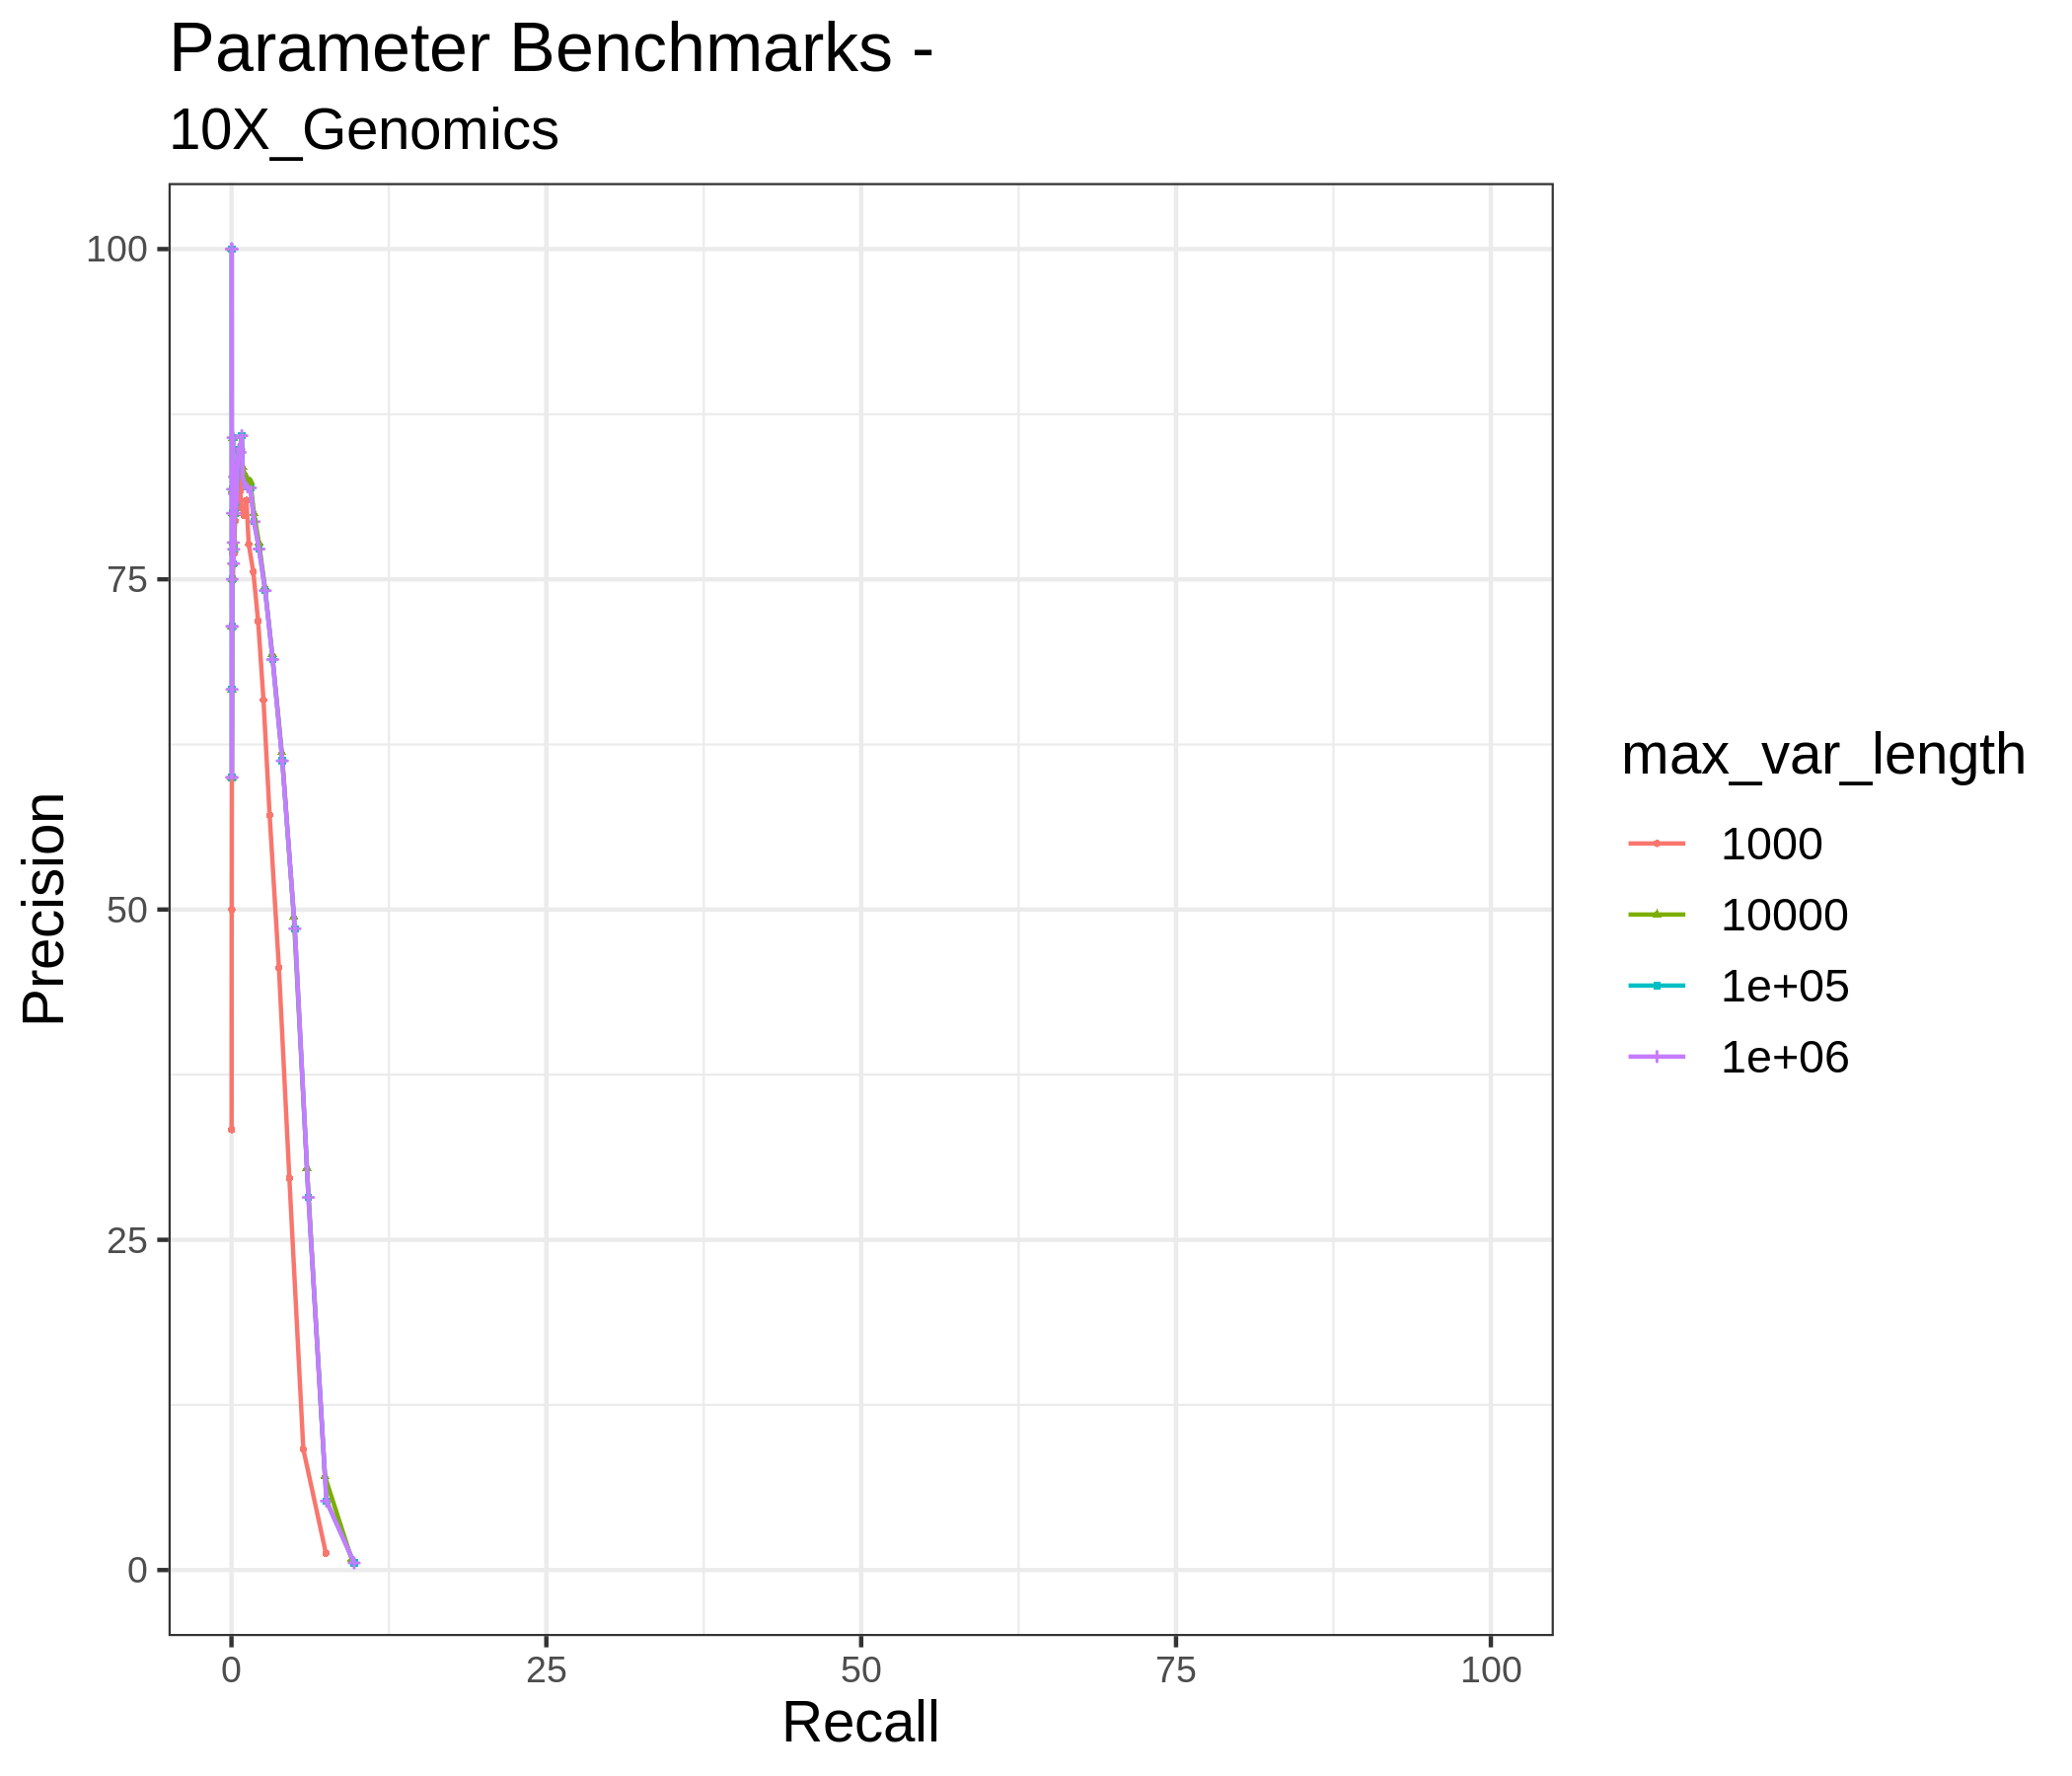 Parameter Benchmarks -
10X_Genomics
100
75
50
25
0
Precision
0 25 50 75 100
Recall
max_var_length
1000
10000
1e+05
1e+06